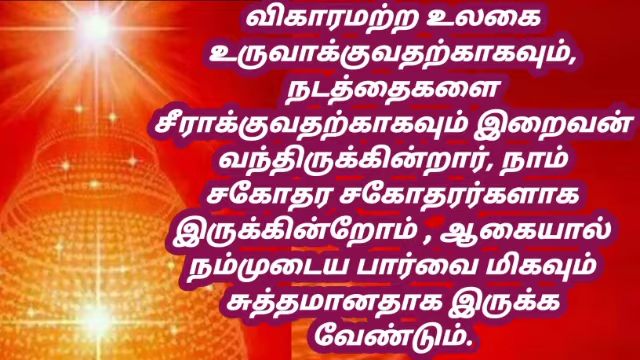 விகாரமற்ற உலகை
உருவாக்குவதற்காகவும்,
நடத்தைகளை
சீராக்குவதற்காகவும் இறைவன்
வந்திருக்கின்றார், நாம்
சகோதர சகோதரர்களாக
இருக்கின்றோம் , ஆகையால்
நம்முடைய பார்வை மிகவும்
சுத்தமானதாக இருக்க
வேண்டும்.